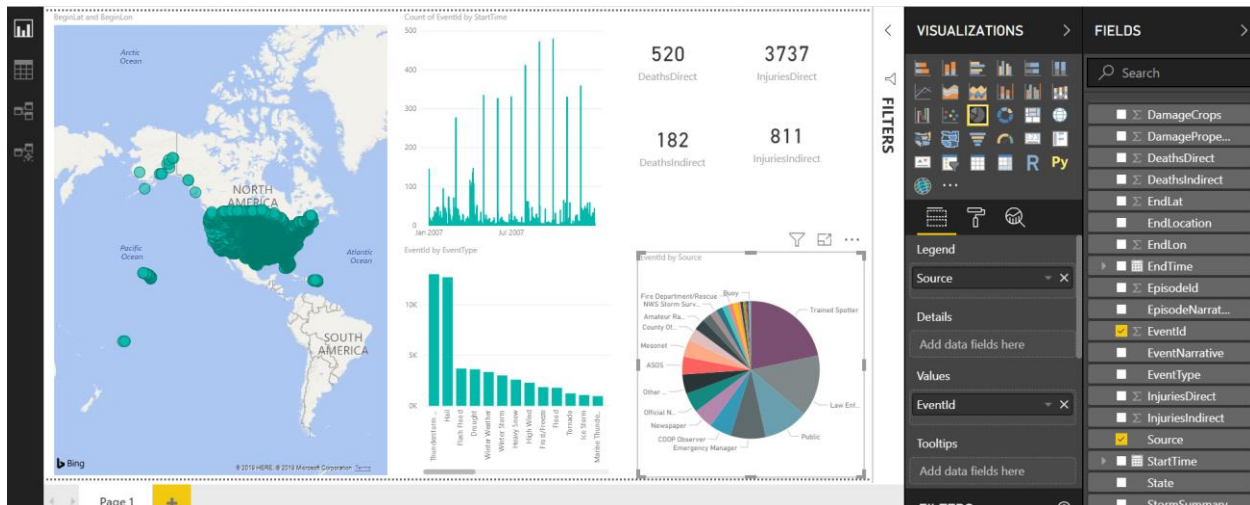 BeginLat and BeginLon
Arctic
Ocean
NORTH
AMERICA
Pacific
Ocean
Atlantic
Ocean
SOUTH
AMERICA
Bing
© 2019 HERE, © 2019 Microsoft Corporation Terms
Count of EventId by StartTime
500
400
300
200
100
0
Jan 2007
Jul 2007
520
DeathsDirect
3737
InjuriesDirect
182
DeathsIndirect
811
InjuriesIndirect
EventId by EventType
10K
5K
0K
Thunderstorm ...
Hail
Flash Flood
Drought
Winter Weather
Winter Storm
Heavy Snow
High Wind
Frost/Freeze
Flood
Tornado
Ice Storm
Marine Thunde...
EventId by Source
Buoy
Fire Department/Rescue
NWS Storm Surv...
Amateur Ra...
County Of...
Mesonet
ASOS
Other ...
Official N...
Newspaper
COOP Observer
Emergency Manager
Public
Law Enf...
Trained Spotter
FILTERS
VISUALIZATIONS
R
Py
Legend
Source
Details
Add data fields here
Values
EventId
Tooltips
Add data fields here
FILTERS
FIELDS
Search
DamageCrops
DamagePrope...
DeathsDirect
DeathsIndirect
EndLat
EndLocation
EndLon
EndTime
EpisodeId
EpisodeNarrat...
EventId
EventNarrative
EventType
InjuriesDirect
InjuriesIndirect
Source
StartTime
State
StormSummary
Page 1